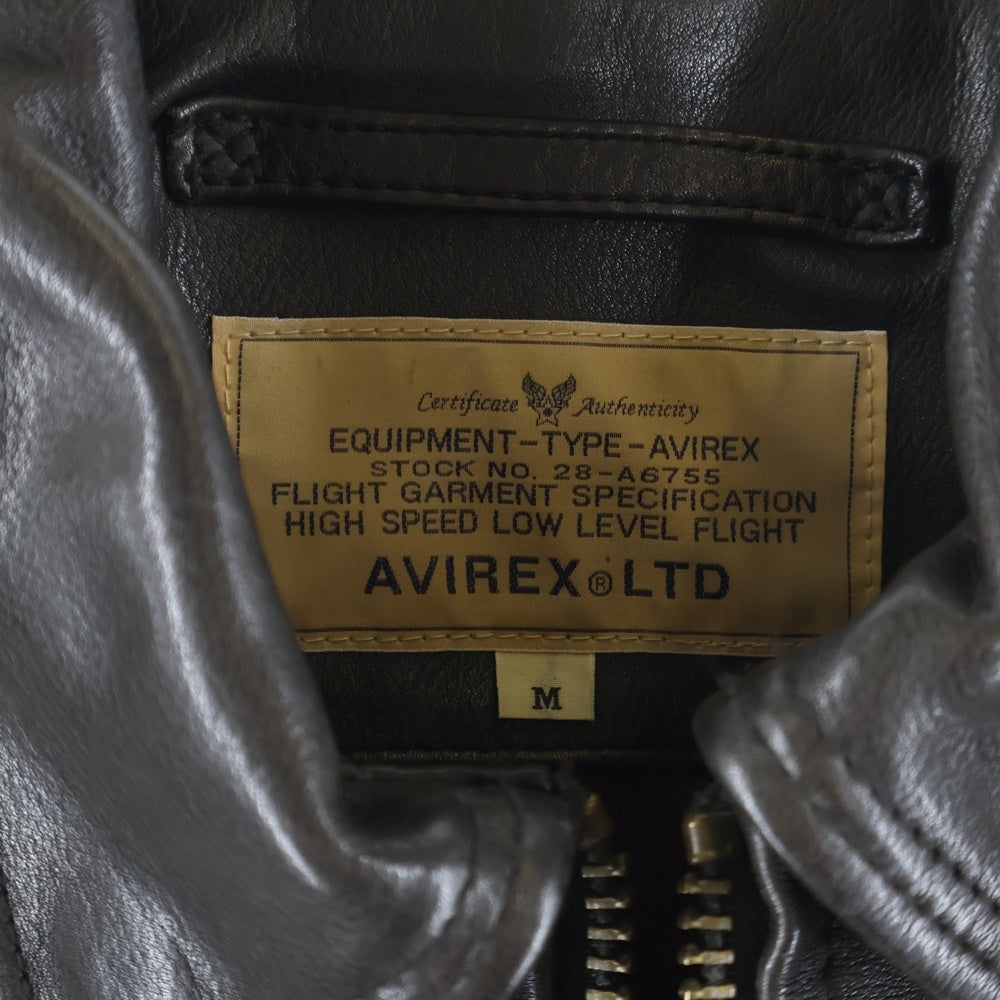 Certificate Authenticity
EQUIPMENT-TYPE-AVIREX
STOCK NO. 28-A6755
FLIGHT GARMENT SPECIFICATION
HIGH SPEED LOW LEVEL FLIGHT
AVIREX® LTD
M